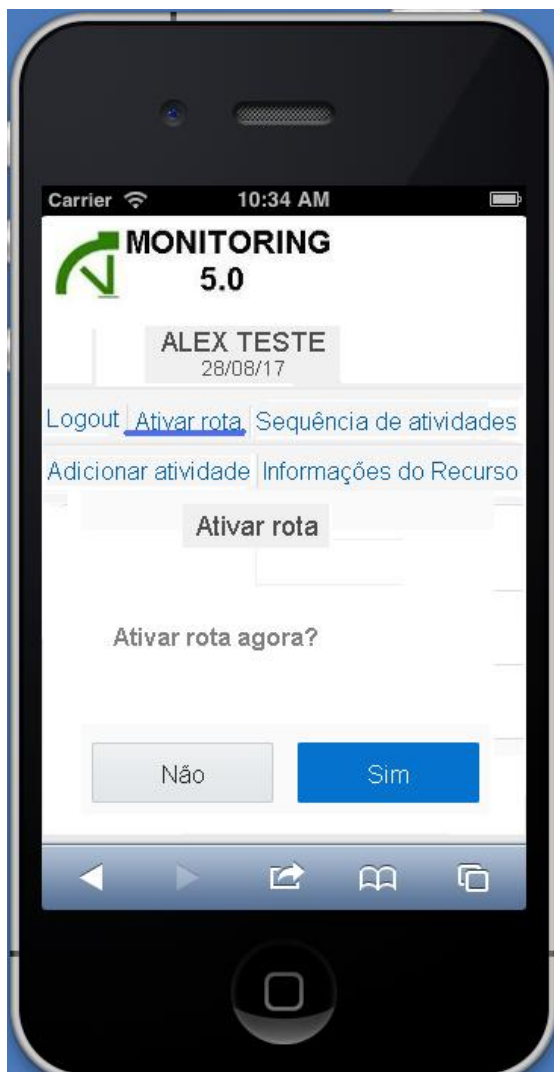 Carrier 10:34 AM
MONITORING
5.0
ALEX TESTE
28/08/17
Logout Ativar rota Sequência de atividades
Adicionar atividade Informações do Recurso
Ativar rota
Ativar rota agora?
Não Sim